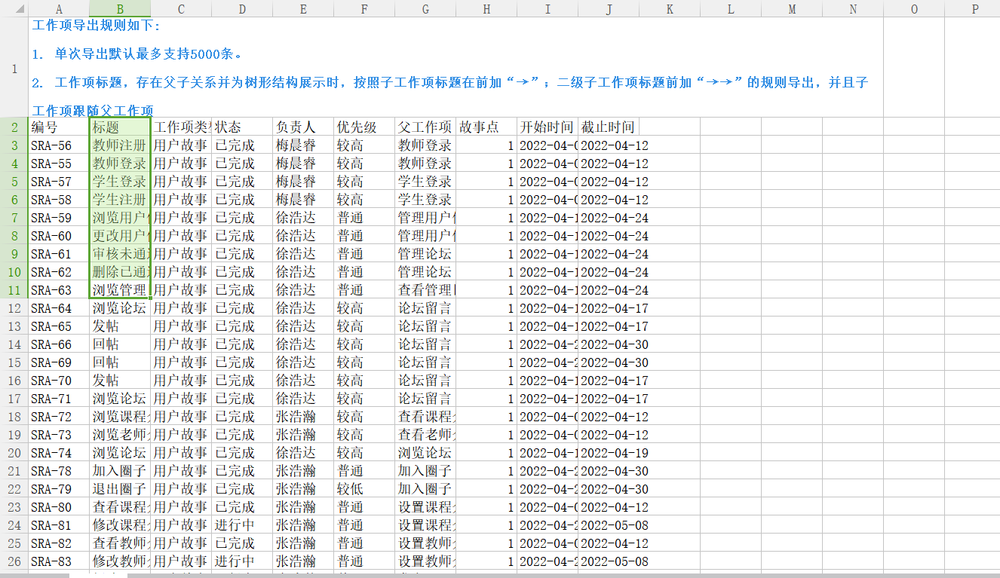 A B C D E F G H I J K L M N O P
工作项导出规则如下:
1. 单次导出默认最多支持5000条。
2. 工作项标题，存在父子关系并为树形结构展示时，按照子工作项标题在前加“→”；二级子工作项标题前加“→→”的规则导出，并且子
1 工作项跟随父工作项
2 编号 标题 工作项类 状态 负责人 优先级 父工作项 故事点 开始时间 截止时间
3 SRA-56 教师注册 用户故事 已完成 梅晨睿 较高 教师登录 1 2022-04-0 2022-04-12
4 SRA-55 教师登录 用户故事 已完成 梅晨睿 较高 教师登录 1 2022-04-0 2022-04-12
5 SRA-57 学生登录 用户故事 已完成 梅晨睿 较高 学生登录 1 2022-04-0 2022-04-12
6 SRA-58 学生注册 用户故事 已完成 梅晨睿 较高 学生登录 1 2022-04-0 2022-04-12
7 SRA-59 浏览用户 用户故事 已完成 徐浩达 普通 管理用户 1 2022-04-1 2022-04-24
8 SRA-60 更改用户 用户故事 已完成 徐浩达 普通 管理用户 1 2022-04-1 2022-04-24
9 SRA-61 审核未通 用户故事 已完成 徐浩达 普通 管理论坛 1 2022-04-1 2022-04-24
10 SRA-62 删除已通 用户故事 已完成 徐浩达 普通 管理论坛 1 2022-04-1 2022-04-24
11 SRA-63 浏览管理 用户故事 已完成 徐浩达 普通 查看管理 1 2022-04-1 2022-04-24
12 SRA-64 浏览论坛 用户故事 已完成 徐浩达 较高 论坛留言 1 2022-04-1 2022-04-17
13 SRA-65 发帖 用户故事 已完成 徐浩达 较高 论坛留言 1 2022-04-1 2022-04-17
14 SRA-66 回帖 用户故事 已完成 徐浩达 较高 论坛留言 1 2022-04-2 2022-04-30
15 SRA-69 回帖 用户故事 已完成 徐浩达 较高 论坛留言 1 2022-04-2 2022-04-30
16 SRA-70 发帖 用户故事 已完成 徐浩达 较高 论坛留言 1 2022-04-1 2022-04-17
17 SRA-71 浏览论坛 用户故事 已完成 徐浩达 较高 论坛留言 1 2022-04-1 2022-04-17
18 SRA-72 浏览课程 用户故事 已完成 张浩瀚 较高 查看课程 1 2022-04-0 2022-04-12
19 SRA-73 浏览老师 用户故事 已完成 张浩瀚 较高 查看老师 1 2022-04-0 2022-04-12
20 SRA-74 浏览论坛 用户故事 已完成 徐浩达 较高 浏览论坛 1 2022-04-1 2022-04-19
21 SRA-78 加入圈子 用户故事 已完成 张浩瀚 普通 加入圈子 1 2022-04-1 2022-04-30
22 SRA-79 退出圈子 用户故事 已完成 张浩瀚 较低 加入圈子 1 2022-04-2 2022-04-30
23 SRA-80 查看课程 用户故事 已完成 张浩瀚 普通 设置课程 1 2022-04-0 2022-04-12
24 SRA-81 修改课程 用户故事 进行中 张浩瀚 普通 设置课程 1 2022-04-2 2022-05-08
25 SRA-82 查看教师 用户故事 已完成 张浩瀚 普通 设置教师 1 2022-04-0 2022-04-12
26 SRA-83 修改教师 用户故事 进行中 张浩瀚 普通 设置教师 1 2022-04-2 2022-05-08